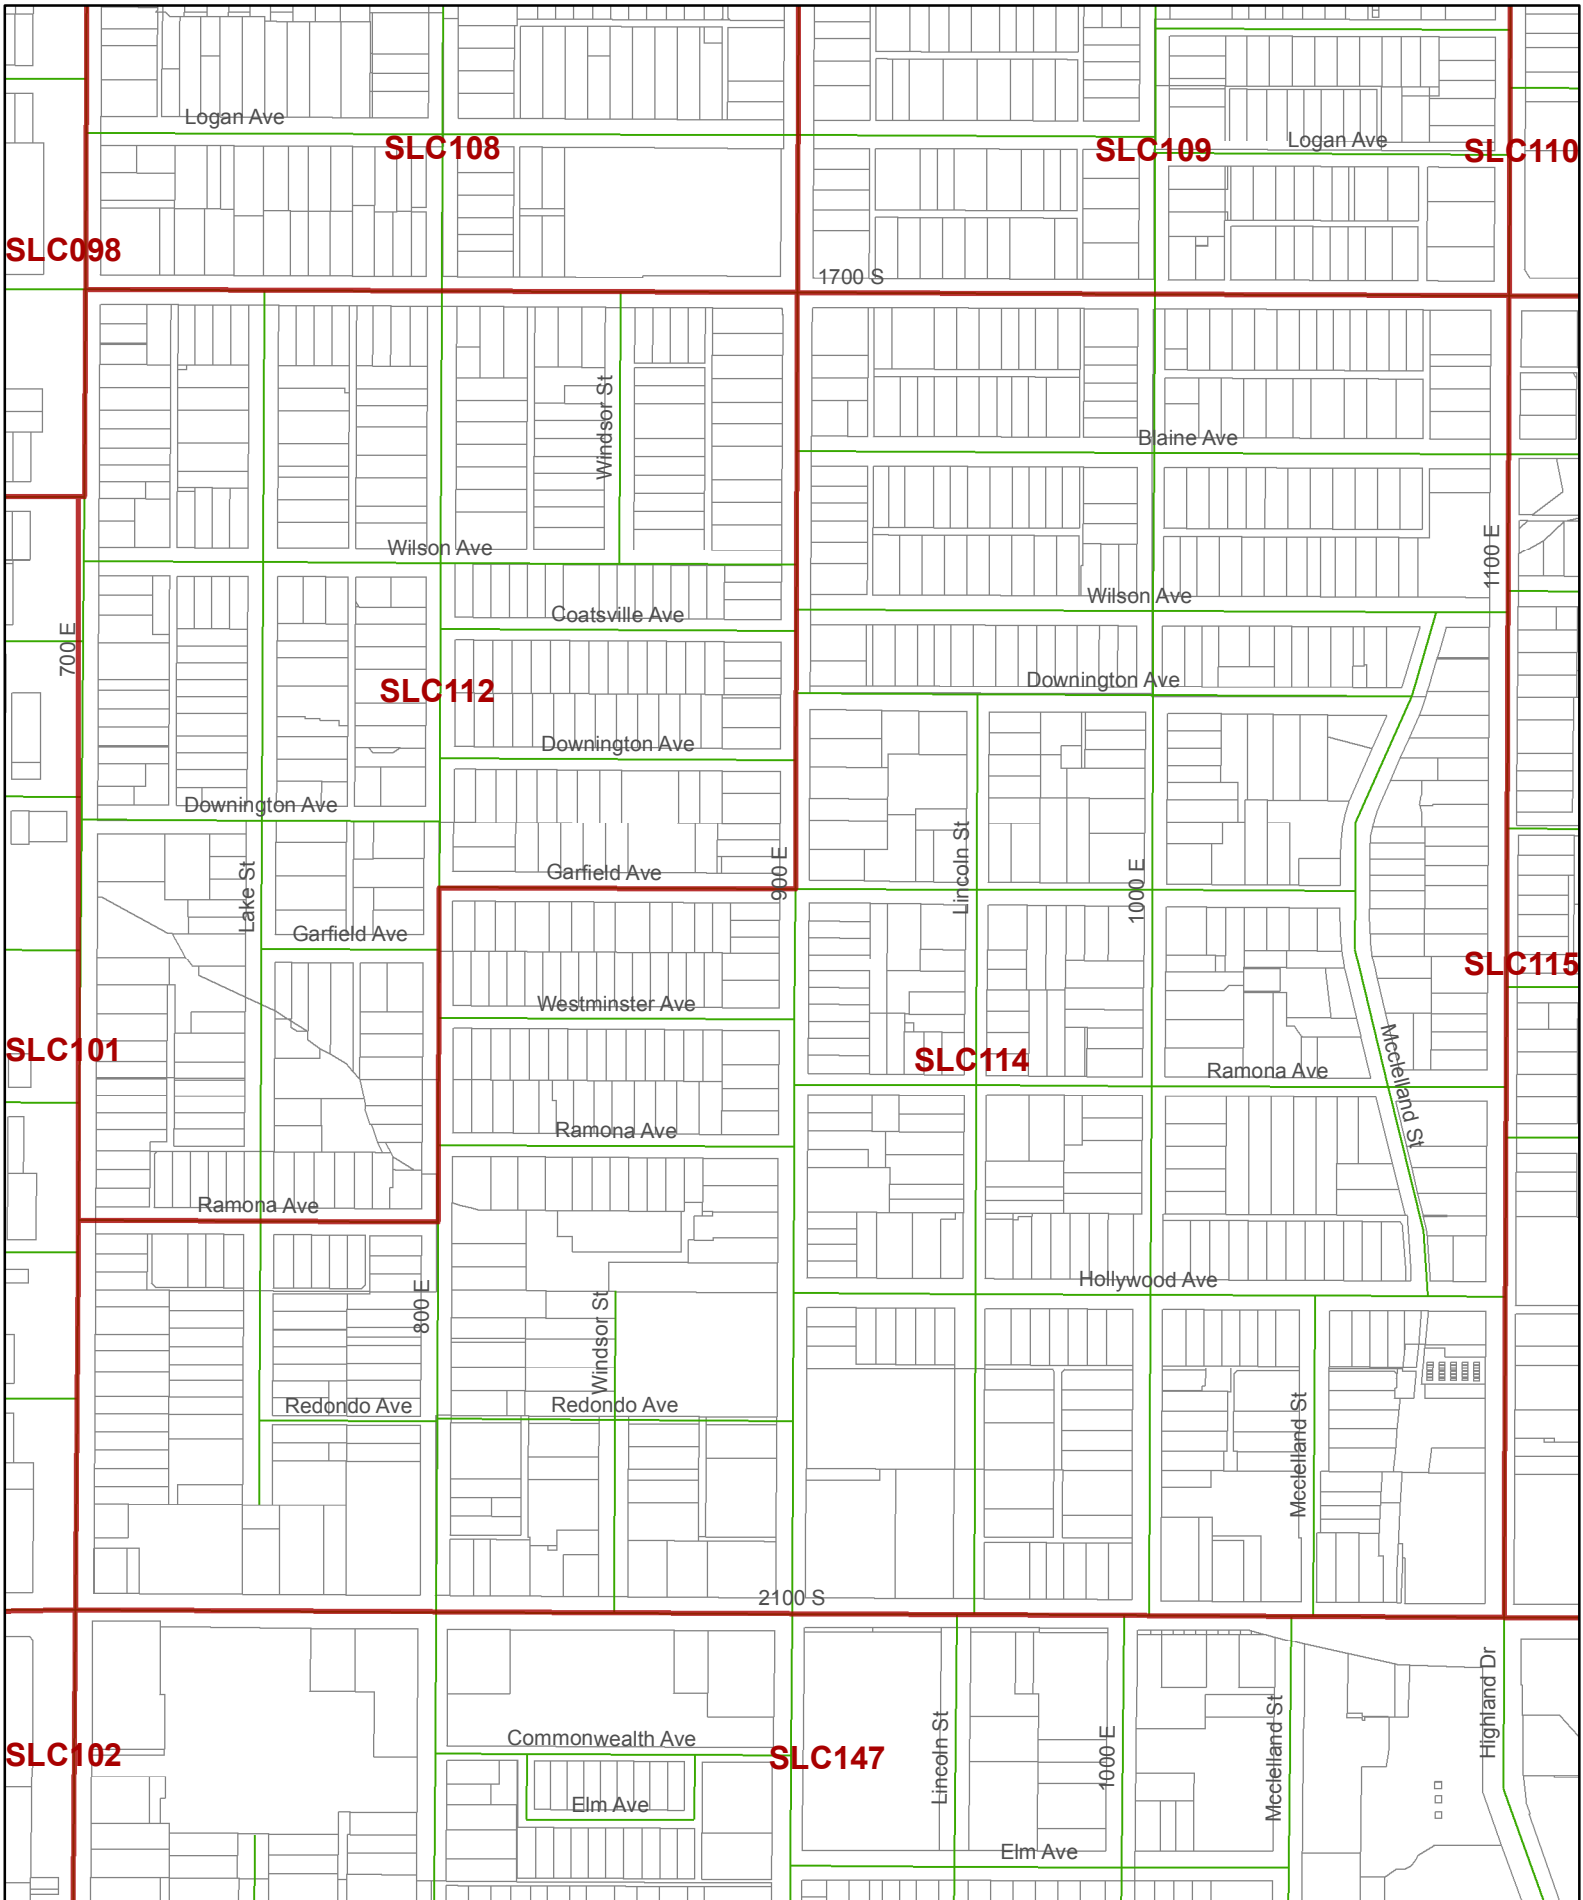 Logan Ave
SLC108
SLC109
Logan Ave
SLC110
SLC098
1700 S
Windsor St
Blaine Ave
Wilson Ave
1100 E
Wilson Ave
Coatsville Ave
700 E
Downington Ave
SLC112
Downington Ave
Downington Ave
Garfield Ave
900 E
Lincoln St
1000 E
Lake St
Garfield Ave
SLC115
Westminster Ave
SLC101
SLC114
Ramona Ave
Mcclelland St
Ramona Ave
Ramona Ave
Hollywood Ave
800 E
Windsor St
Redondo Ave
Redondo Ave
Mcclelland St
2100 S
Highland Dr
Commonwealth Ave
SLC102
SLC147
Lincoln St
1000 E
Mcclelland St
Elm Ave
Elm Ave